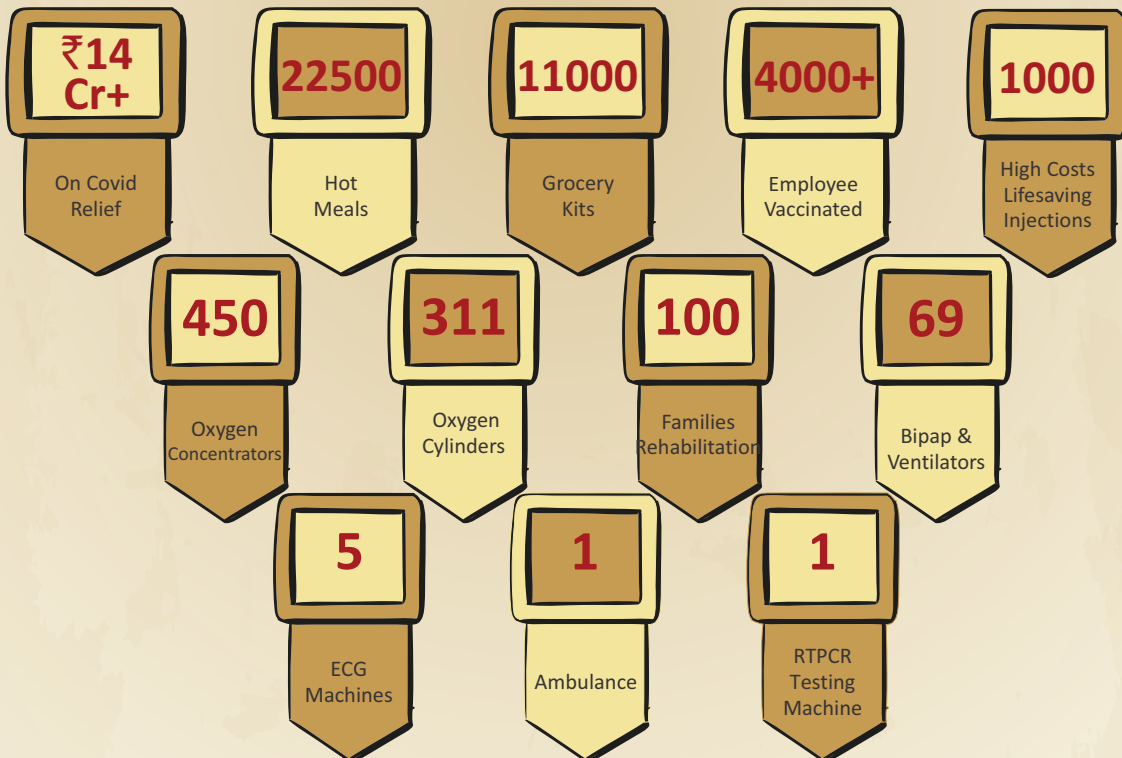 ₹14
Cr+
On Covid
Relief
22500
Hot
Meals
11000
Grocery
Kits
4000+
Employee
Vaccinated
1000
High Costs
Lifesaving
Injections
450
Oxygen
Concentrators
311
Oxygen
Cylinders
100
Families
Rehabilitation
69
Bipap &
Ventilators
5
ECG
Machines
1
Ambulance
1
RTPCR
Testing
Machine